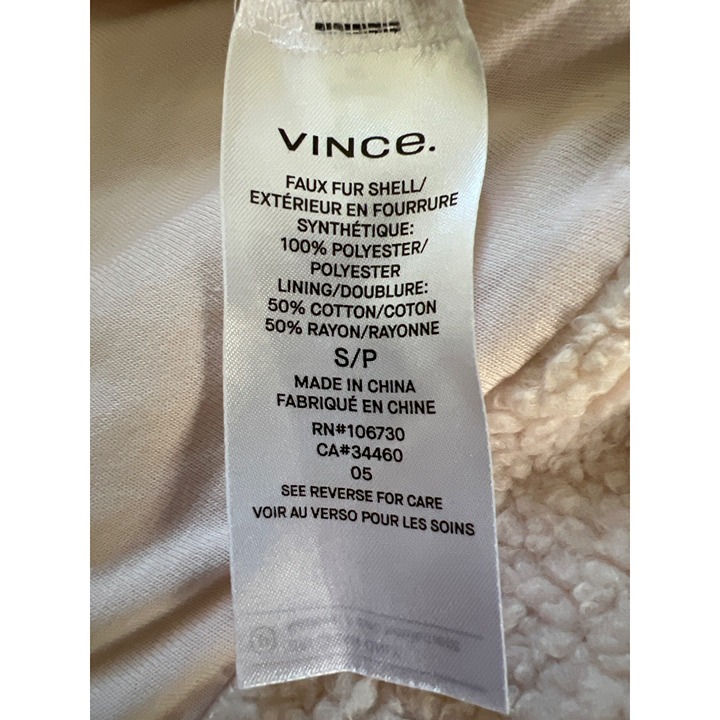 VINCE.
FAUX FUR SHELL/
EXTÉRIEUR EN FOURRURE
SYNTHÉTIQUE:
100% POLYESTER/
POLYESTER
LINING/DOUBLURE:
50% COTTON/COTON
50% RAYON/RAYONNE
S/P
MADE IN CHINA
FABRIQUÉ EN CHINE
RN#106730
CA#34460
05
SEE REVERSE FOR CARE
VOIR AU VERSO POUR LES SOINS